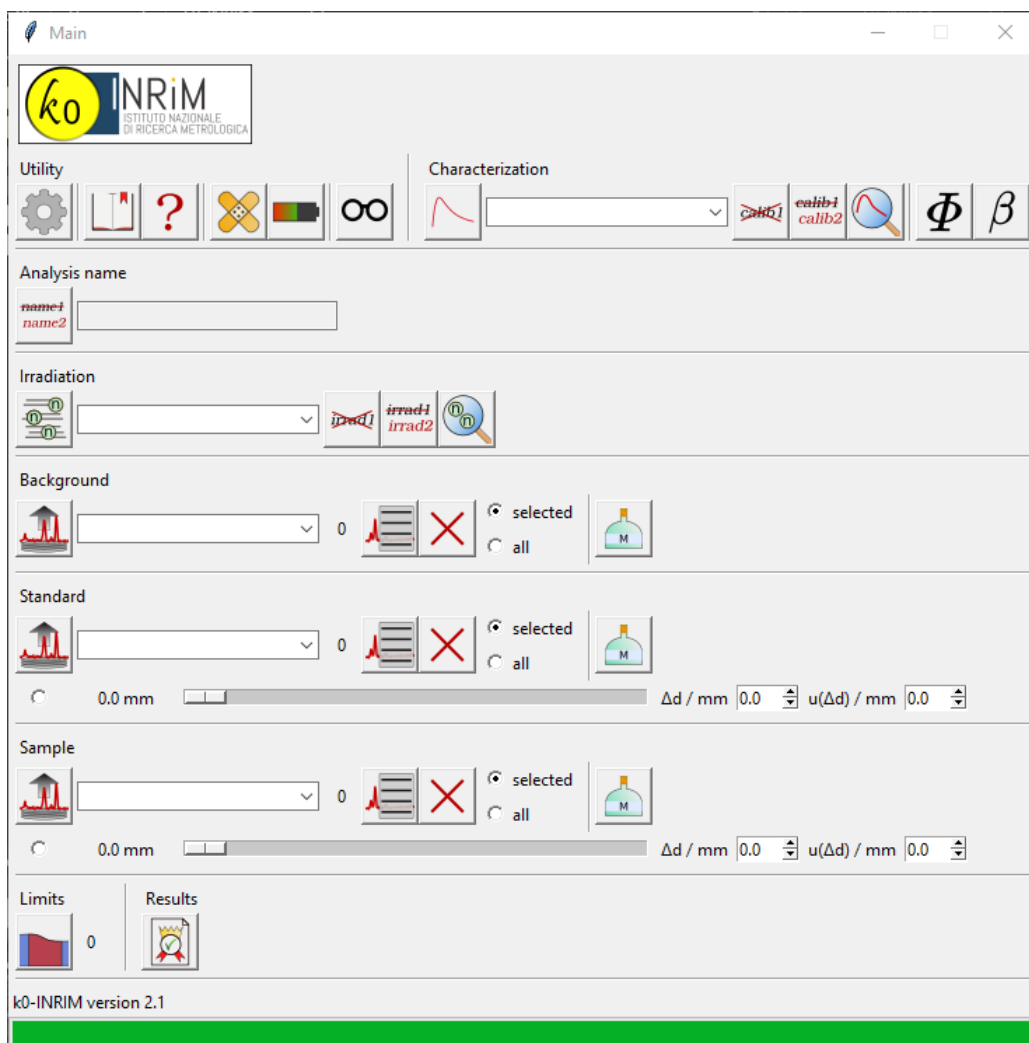 Main
k0 INRiM
ISTITUTO NAZIONALE
DI RICERCA METROLOGICA
Utility Characterization
? calib1 calib1 Φ β
calib2
Analysis name
name1
name2
Irradiation
n n n irrad1 irrad1 n n
irrad2
Background
0 selected M
all
Standard
0 selected M
all
0.0 mm Δd / mm 0.0 u(Δd) / mm 0.0
Sample
0 selected M
all
0.0 mm Δd / mm 0.0 u(Δd) / mm 0.0
Limits Results
0
k0-INRIM version 2.1